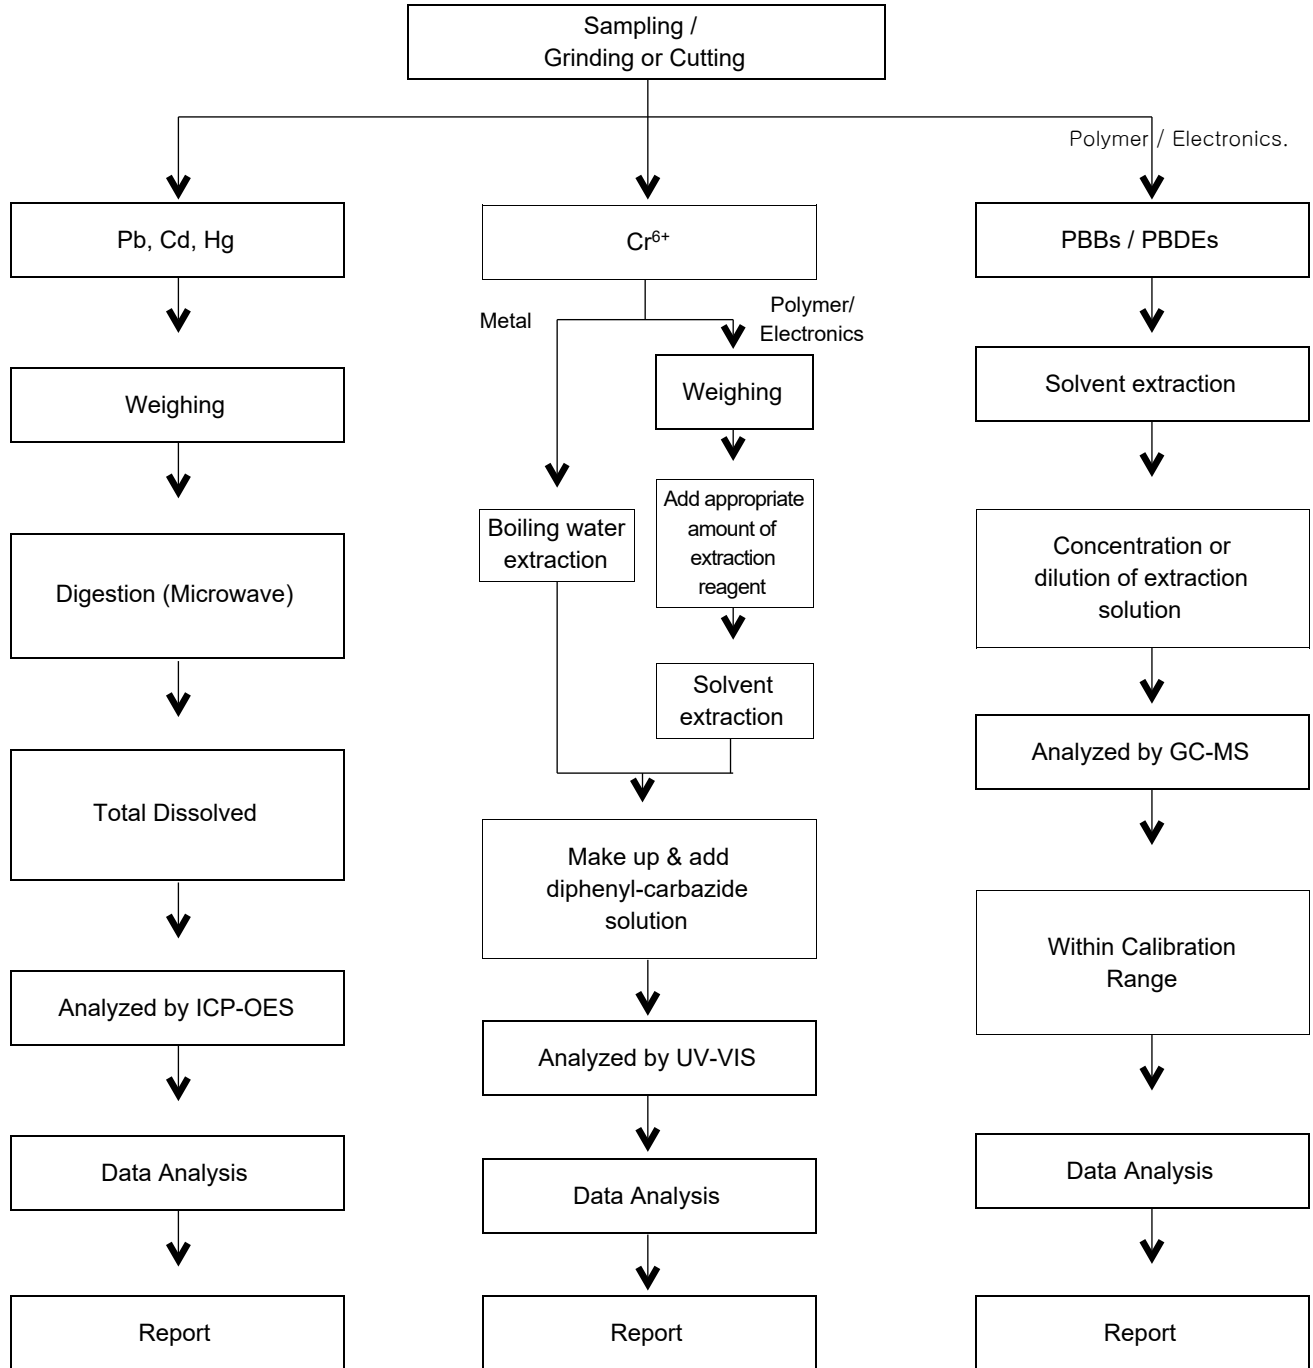 Sampling /
Grinding or Cutting
Polymer / Electronics.
Pb, Cd, Hg
Weighing
Digestion (Microwave)
Total Dissolved
Analyzed by ICP-OES
Data Analysis
Report
Cr⁶⁺
Metal
Boiling water
extraction
Polymer/
Electronics
Weighing
Add appropriate
amount of
extraction
reagent
Solvent
extraction
Make up & add
diphenyl-carbazide
solution
Analyzed by UV-VIS
Data Analysis
Report
PBBs / PBDEs
Solvent extraction
Concentration or
dilution of extraction
solution
Analyzed by GC-MS
Within Calibration
Range
Data Analysis
Report